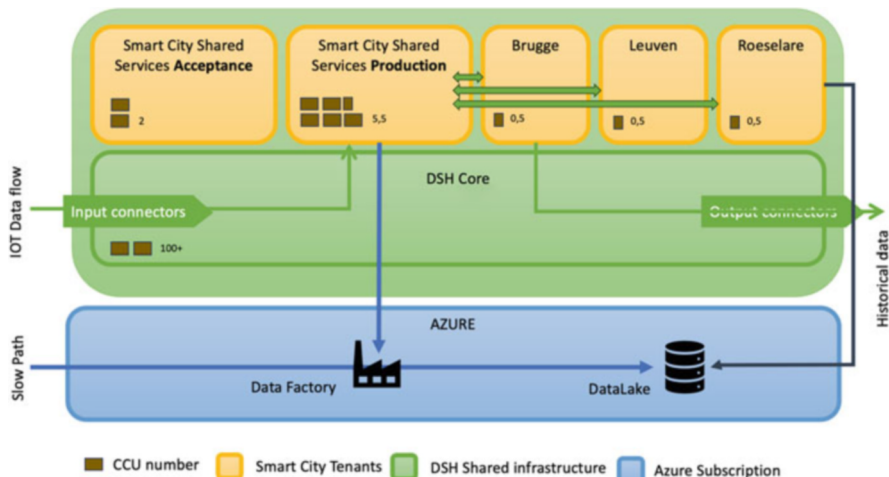 Smart City Shared
Services Acceptance
2
Smart City Shared
Services Production
5,5
Brugge
0,5
Leuven
0,5
Roeselare
0,5
DSH Core
IOT Data flow
Input connectors
Output connectors
100+
Historical data
AZURE
Slow Path
Data Factory
DataLake
CCU number
Smart City Tenants
DSH Shared infrastructure
Azure Subscription